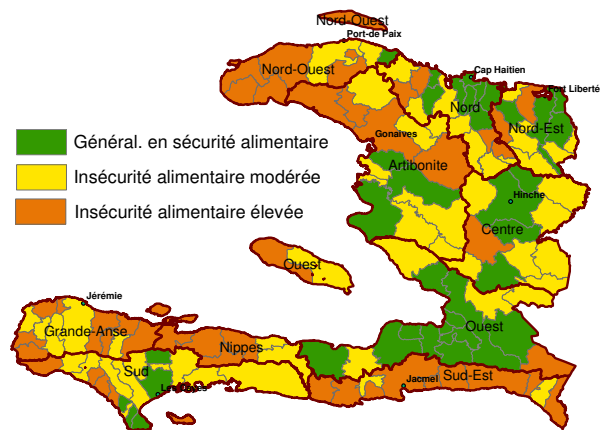 Nord-Ouest
Port-de Paix
Nord-Ouest
Cap Haitien
Fort Liberté
Nord
Nord-Est
Gonaives
Général. en sécurité alimentaire
Insécurité alimentaire modérée
Insécurité alimentaire élevée
Artibonite
Hinche
Centre
Ouest
Jérémie
Grande-Anse
Ouest
Nippes
Sud
Les Cayes
Jacmel
Sud-Est